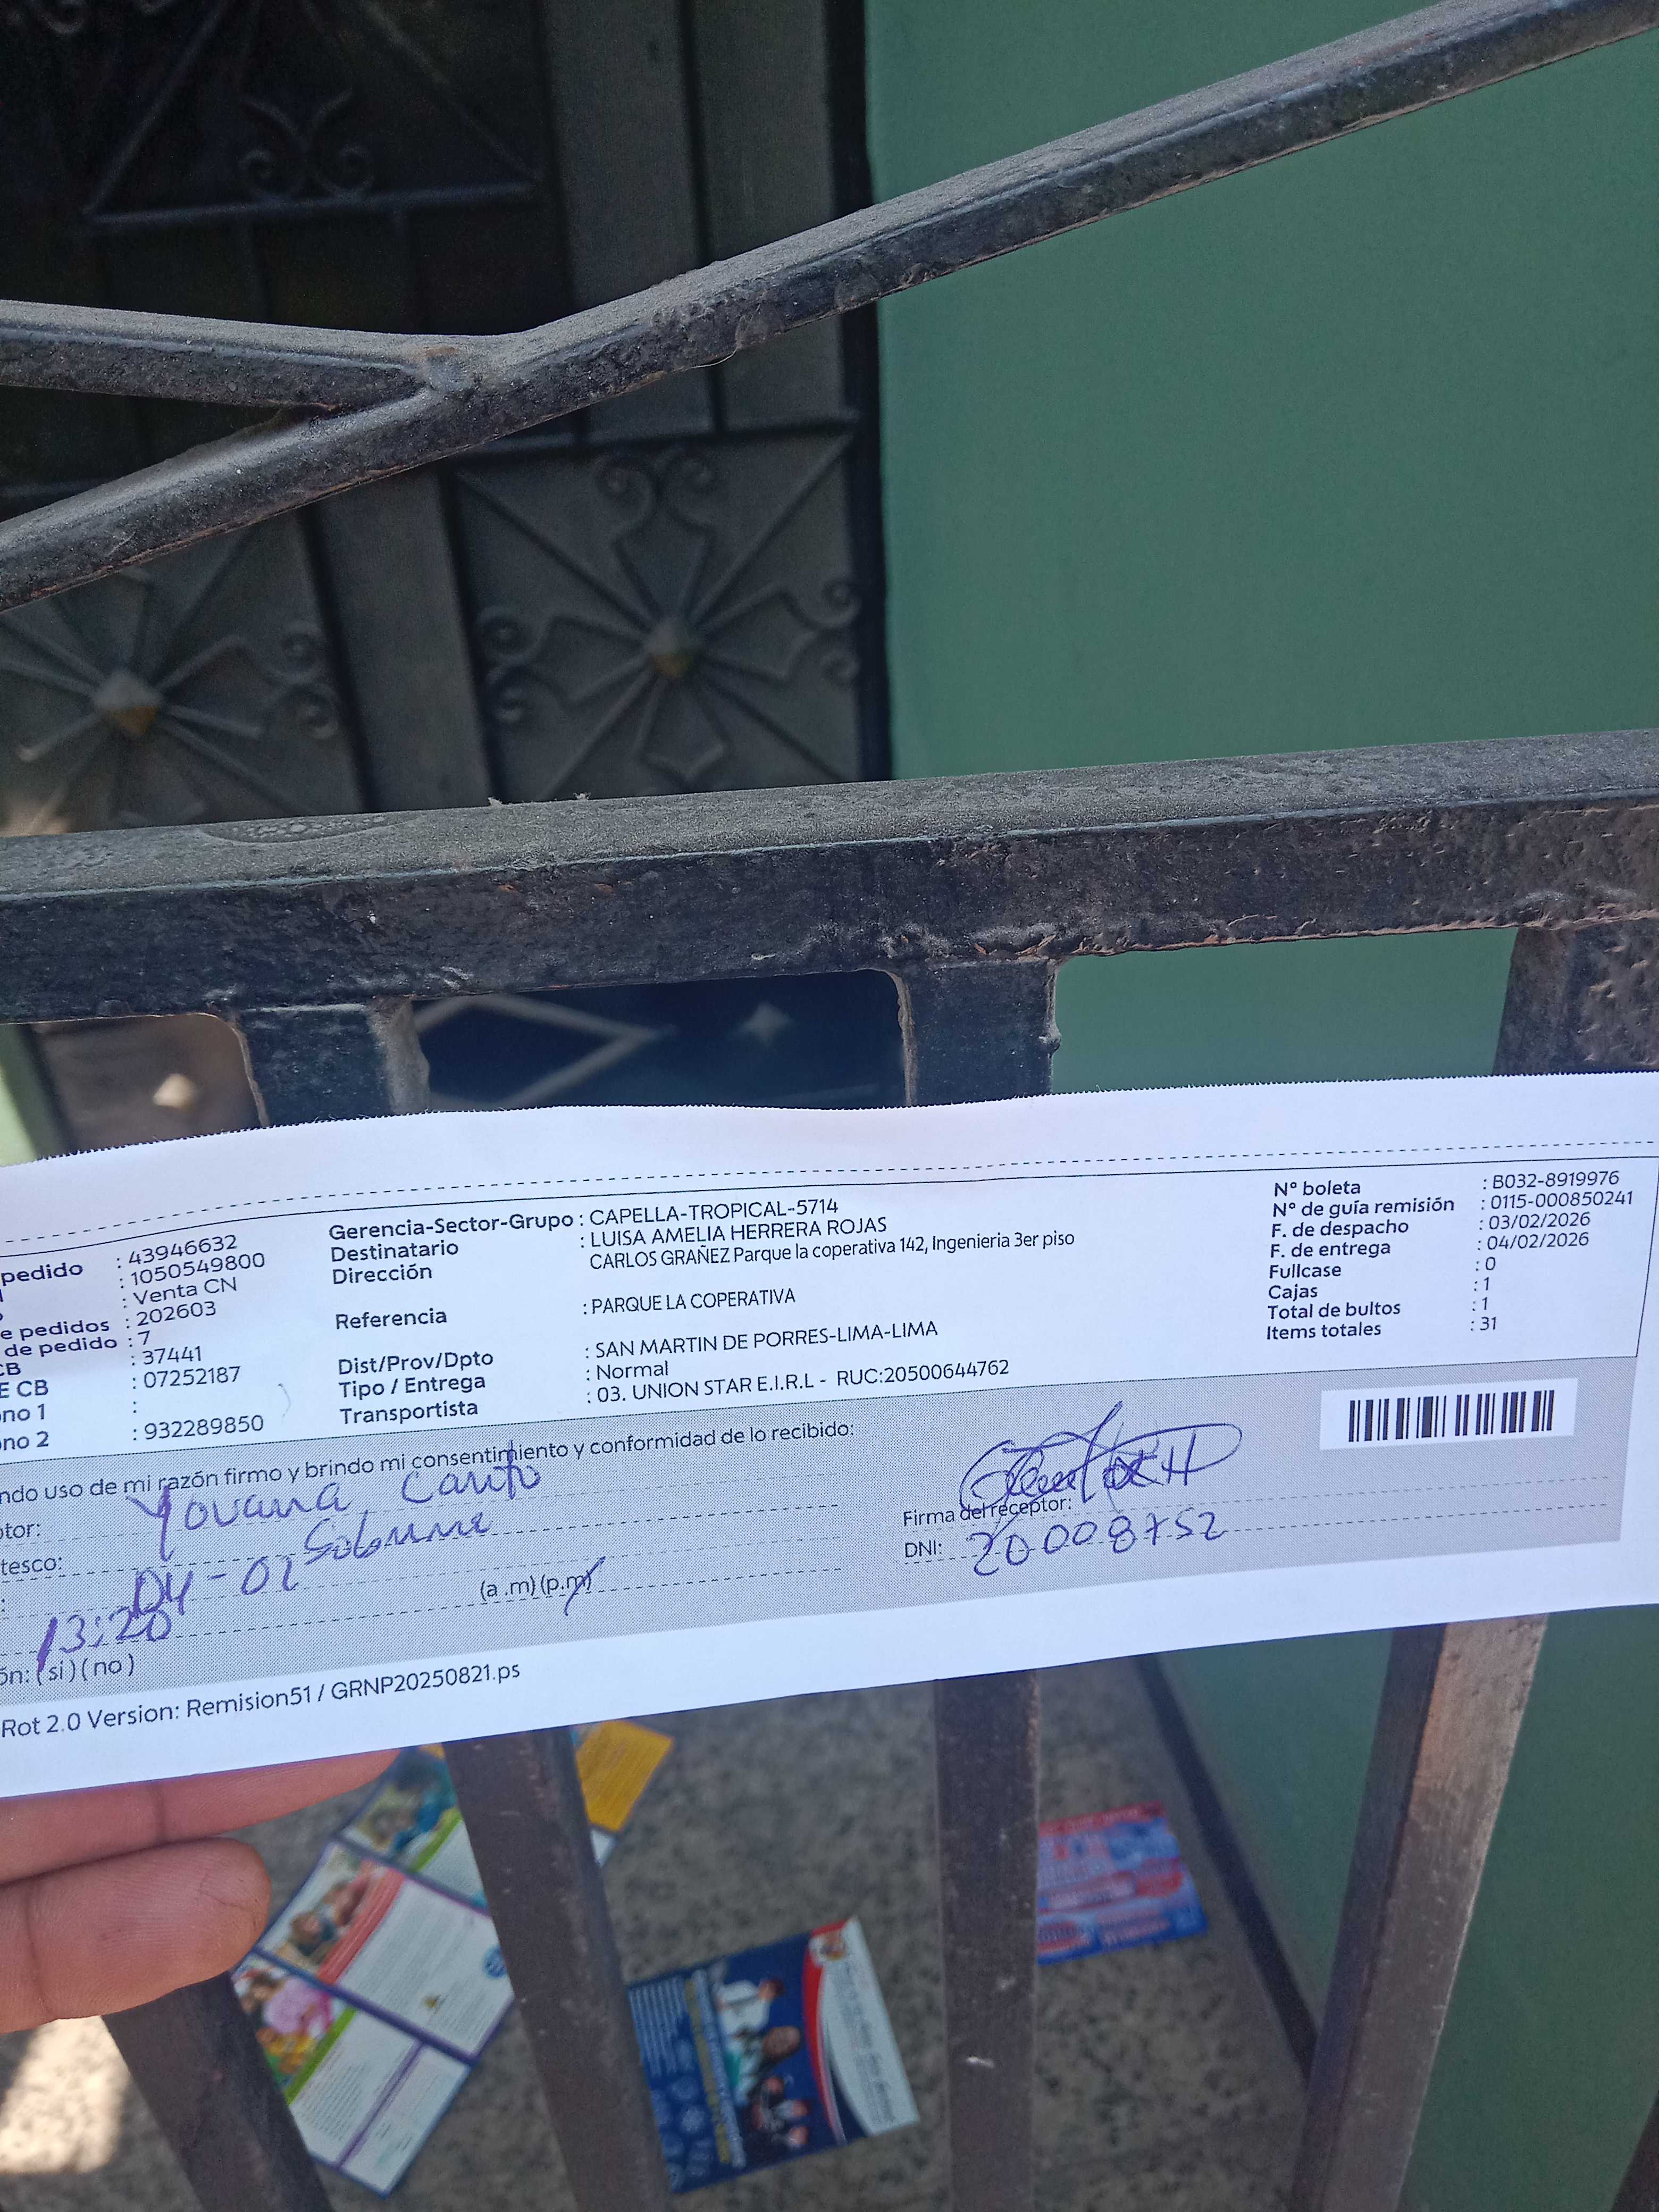 pedido : 43946632
: 1050549800
: Venta CN
e pedidos : 202603
de pedido : 7
CB : 37441
E CB : 07252187
no 1 :
no 2 : 932289850
Gerencia-Sector-Grupo : CAPELLA-TROPICAL-5714
Destinatario : LUISA AMELIA HERRERA ROJAS
Dirección CARLOS GRAÑEZ Parque la coperativa 142, Ingenieria 3er piso
Referencia : PARQUE LA COPERATIVA
Dist/Prov/Dpto : SAN MARTIN DE PORRES-LIMA-LIMA
Tipo / Entrega : Normal
Transportista : 03. UNION STAR E.I.R.L - RUC:20500644762
N° boleta : B032-8919976
N° de guía remisión : 0115-000850241
F. de despacho : 03/02/2026
F. de entrega : 04/02/2026
Fullcase : 0
Cajas : 1
Total de bultos : 1
Items totales : 31
ndo uso de mi razón firmo y brindo mi consentimiento y conformidad de lo recibido:
tor: Yovana
tesco:
: 04-02
13:20 (a.m)(p.m)
ón: (si)(no)
Firma del receptor:
DNI: 20008752
Rot 2.0 Version: Remision51 / GRNP20250821.ps